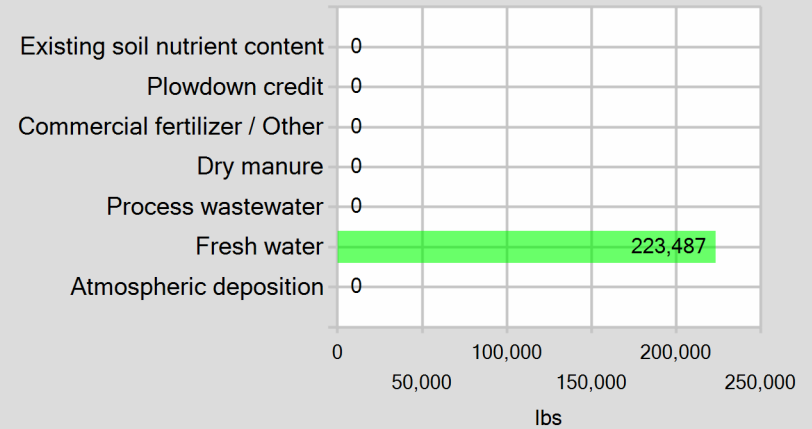 Existing soil nutrient content 0
Plowdown credit 0
Commercial fertilizer / Other 0
Dry manure 0
Process wastewater 0
Fresh water 223,487
Atmospheric deposition 0
0 100,000 200,000
50,000 150,000 250,000
lbs